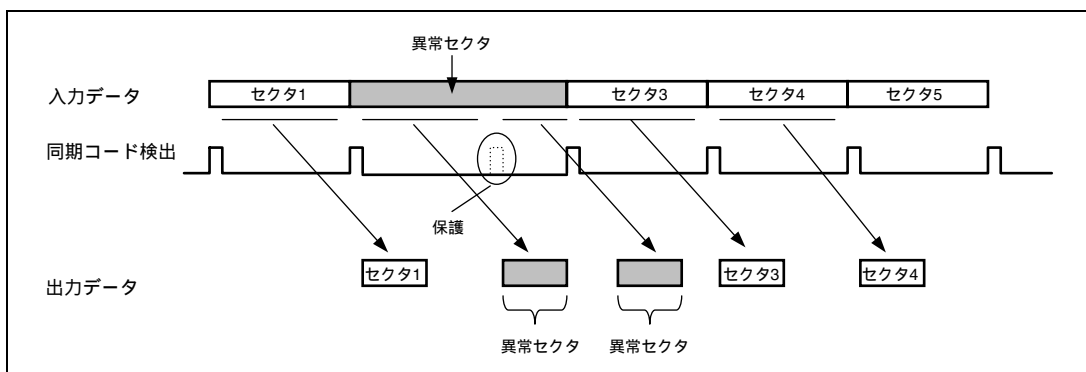 異常セクタ
入力データ
セクタ1
セクタ3
セクタ4
セクタ5
同期コード検出
保護
出力データ
セクタ1
セクタ3
セクタ4
異常セクタ
異常セクタ